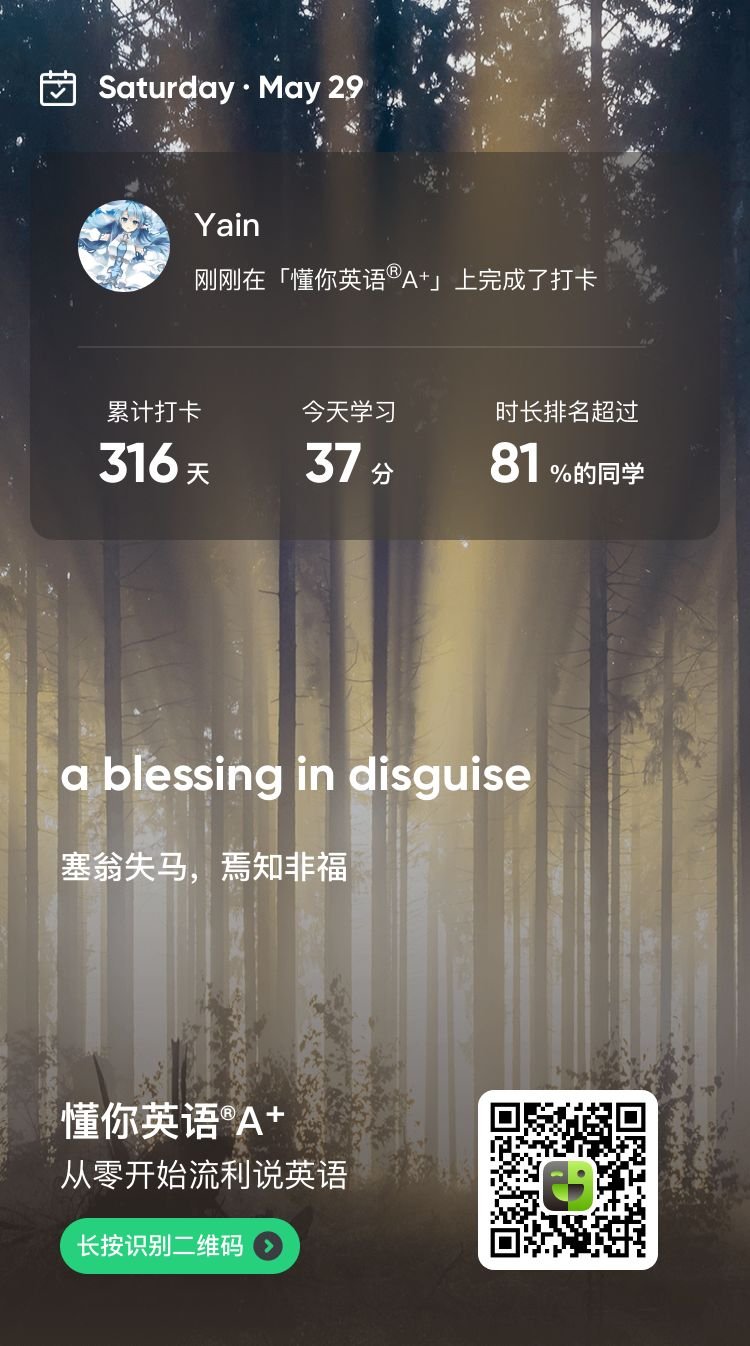 Saturday · May 29
Yain
刚刚在「懂你英语®A⁺」上完成了打卡
累计打卡 今天学习 时长排名超过
316 天 37 分 81 %的同学
a blessing in disguise
塞翁失马，焉知非福
懂你英语®A⁺
从零开始流利说英语
长按识别二维码